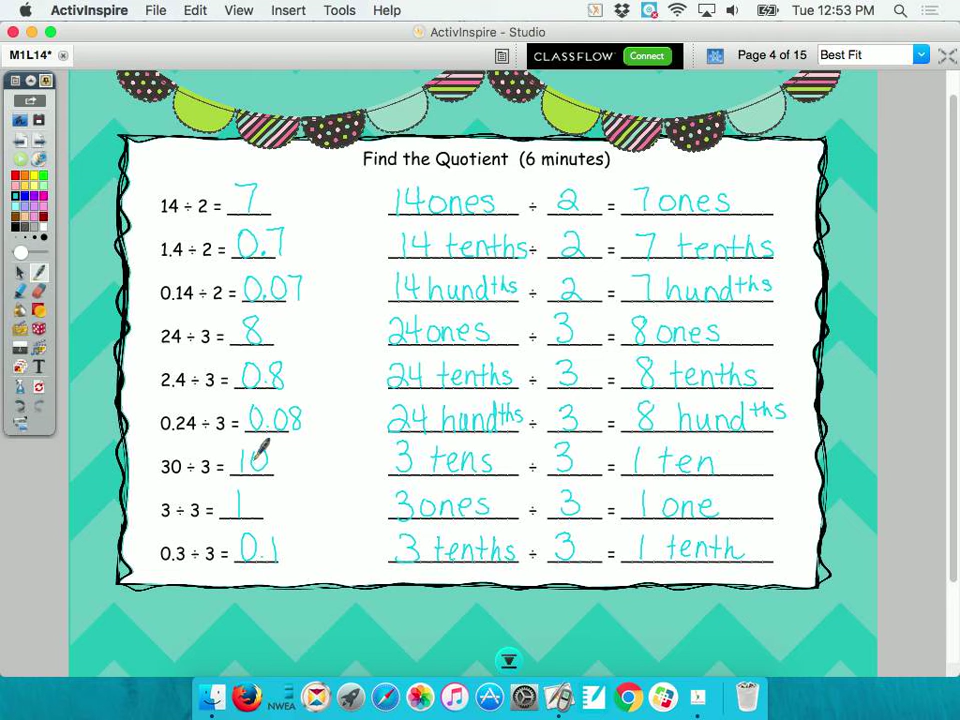 ActivInspire File Edit View Insert Tools Help Tue 12:53 PM
ActivInspire - Studio
M1L14* CLASSFLOW Connect Page 4 of 15 Best Fit
Find the Quotient (6 minutes)
14 ÷ 2 = 7 14 ones ÷ 2 = 7 ones
1.4 ÷ 2 = 0.7 14 tenths ÷ 2 = 7 tenths
0.14 ÷ 2 = 0.07 14 hundths ÷ 2 = 7 hundths
24 ÷ 3 = 8 24 ones ÷ 3 = 8 ones
2.4 ÷ 3 = 0.8 24 tenths ÷ 3 = 8 tenths
0.24 ÷ 3 = 0.08 24 hundths ÷ 3 = 8 hundths
30 ÷ 3 = 10 3 tens ÷ 3 = 1 ten
3 ÷ 3 = 1 3 ones ÷ 3 = 1 one
0.3 ÷ 3 = 0.1 3 tenths ÷ 3 = 1 tenth
NWEA